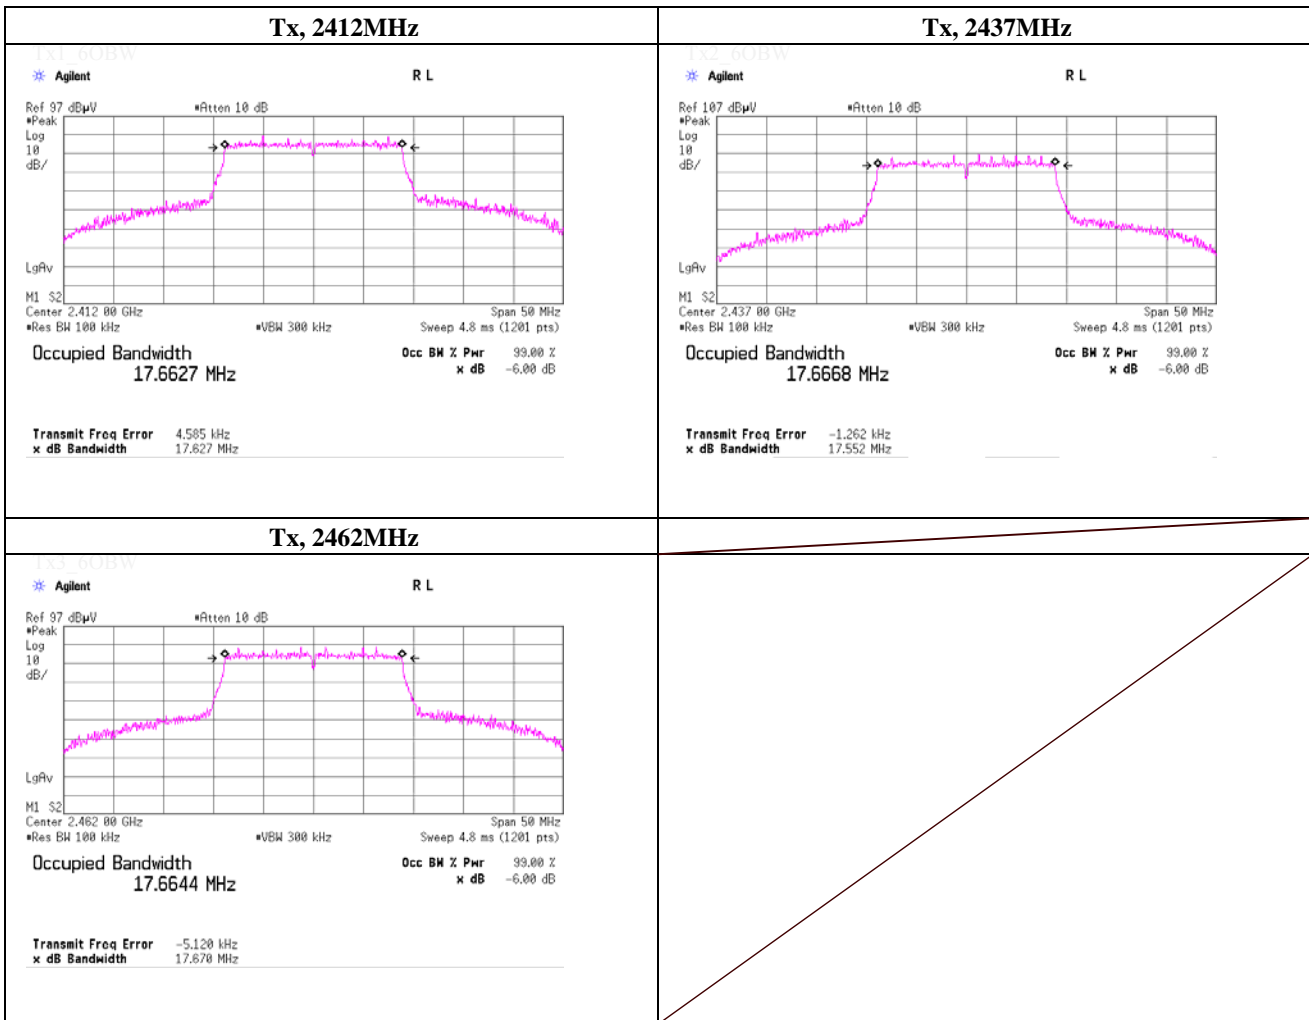 Tx, 2412MHz
Tx1_6OBW
Agilent
R L
Ref 97 dBµV
#Atten 10 dB
#Peak
Log
10
dB/
LgAv
M1 S2
Center 2.412 00 GHz
Span 50 MHz
#Res BW 100 kHz
#VBW 300 kHz
Sweep 4.8 ms (1201 pts)
Occupied Bandwidth
17.6627 MHz
Occ BW % Pwr 99.00 %
x dB -6.00 dB
Transmit Freq Error 4.585 kHz
x dB Bandwidth 17.627 MHz
Tx, 2437MHz
Tx2_6OBW
Agilent
R L
Ref 107 dBµV
#Atten 10 dB
#Peak
Log
10
dB/
LgAv
M1 S2
Center 2.437 00 GHz
Span 50 MHz
#Res BW 100 kHz
#VBW 300 kHz
Sweep 4.8 ms (1201 pts)
Occupied Bandwidth
17.6668 MHz
Occ BW % Pwr 99.00 %
x dB -6.00 dB
Transmit Freq Error -1.262 kHz
x dB Bandwidth 17.552 MHz
Tx, 2462MHz
Tx3_6OBW
Agilent
R L
Ref 97 dBµV
#Atten 10 dB
#Peak
Log
10
dB/
LgAv
M1 S2
Center 2.462 00 GHz
Span 50 MHz
#Res BW 100 kHz
#VBW 300 kHz
Sweep 4.8 ms (1201 pts)
Occupied Bandwidth
17.6644 MHz
Occ BW % Pwr 99.00 %
x dB -6.00 dB
Transmit Freq Error -5.120 kHz
x dB Bandwidth 17.670 MHz